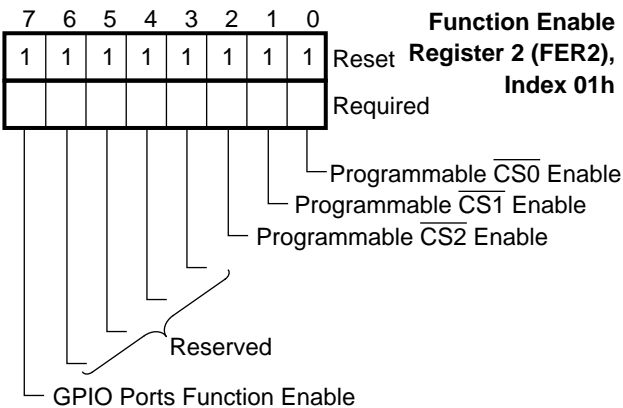 7 6 5 4 3 2 1 0
Function Enable
Register 2 (FER2),
Index 01h
1 1 1 1 1 1 1 1 Reset
Required
Programmable CS0 Enable
Programmable CS1 Enable
Programmable CS2 Enable
Reserved
GPIO Ports Function Enable